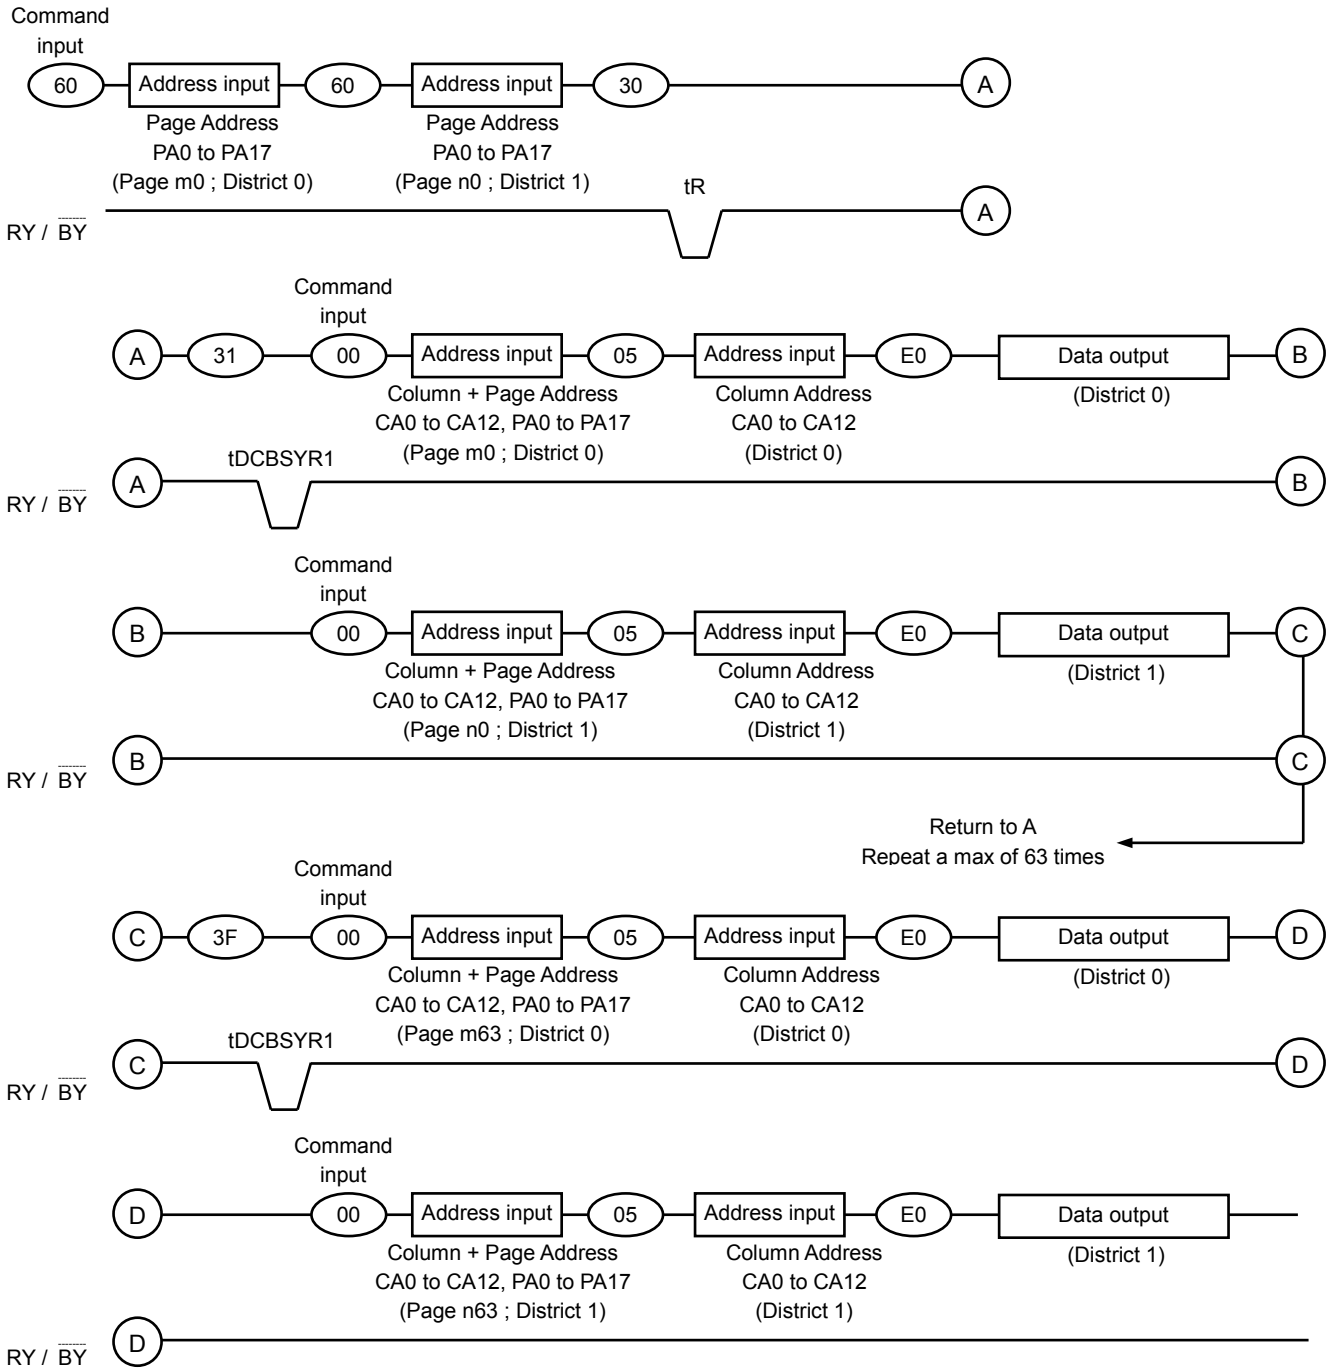 Command
input
60 Address input 60 Address input 30 A
Page Address Page Address
PA0 to PA17 PA0 to PA17
(Page m0 ; District 0) (Page n0 ; District 1)
tR
A
RY / BY
Command
input
A 31 00 Address input 05 Address input E0 Data output B
Column + Page Address Column Address (District 0)
CA0 to CA12, PA0 to PA17 CA0 to CA12
(Page m0 ; District 0) (District 0)
tDCBSYR1
A B
RY / BY
Command
input
B 00 Address input 05 Address input E0 Data output C
Column + Page Address Column Address (District 1)
CA0 to CA12, PA0 to PA17 CA0 to CA12
(Page n0 ; District 1) (District 1)
B C
RY / BY
Return to A
Repeat a max of 63 times
Command
input
C 3F 00 Address input 05 Address input E0 Data output D
Column + Page Address Column Address (District 0)
CA0 to CA12, PA0 to PA17 CA0 to CA12
(Page m63 ; District 0) (District 0)
tDCBSYR1
C D
RY / BY
Command
input
D 00 Address input 05 Address input E0 Data output
Column + Page Address Column Address (District 1)
CA0 to CA12, PA0 to PA17 CA0 to CA12
(Page n63 ; District 1) (District 1)
D
RY / BY